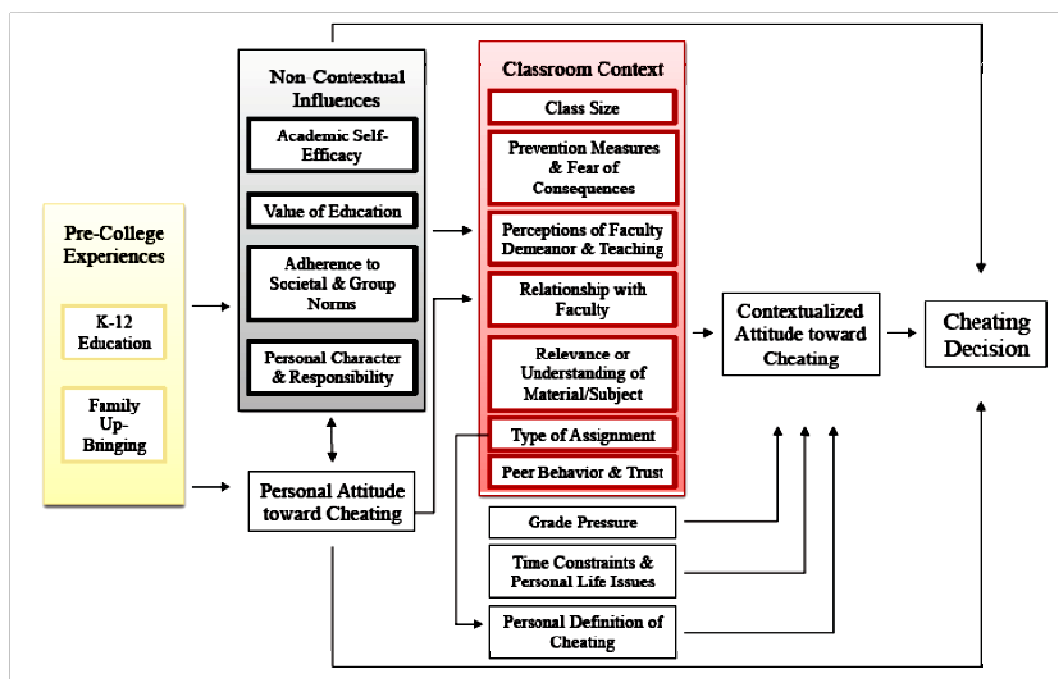 Pre-College
Experiences
K-12
Education
Family
Up-
Bringing
Non-Contextual
Influences
Academic Self-
Efficacy
Value of Education
Adherence to
Societal & Group
Norms
Personal Character
& Responsibility
Personal Attitude
toward Cheating
Classroom Context
Class Size
Prevention Measures
& Fear of
Consequences
Perceptions of Faculty
Demeanor & Teaching
Relationship with
Faculty
Relevance or
Understanding of
Material/Subject
Type of Assignment
Peer Behavior & Trust
Grade Pressure
Time Constraints &
Personal Life Issues
Personal Definition of
Cheating
Contextualized
Attitude toward
Cheating
Cheating
Decision